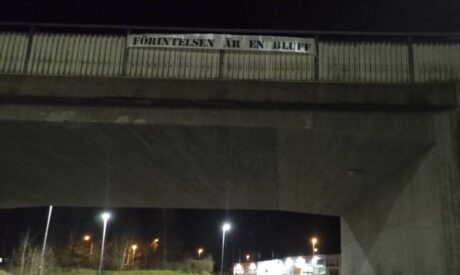 FÖRINTELSEN ÄR EN BLUFF